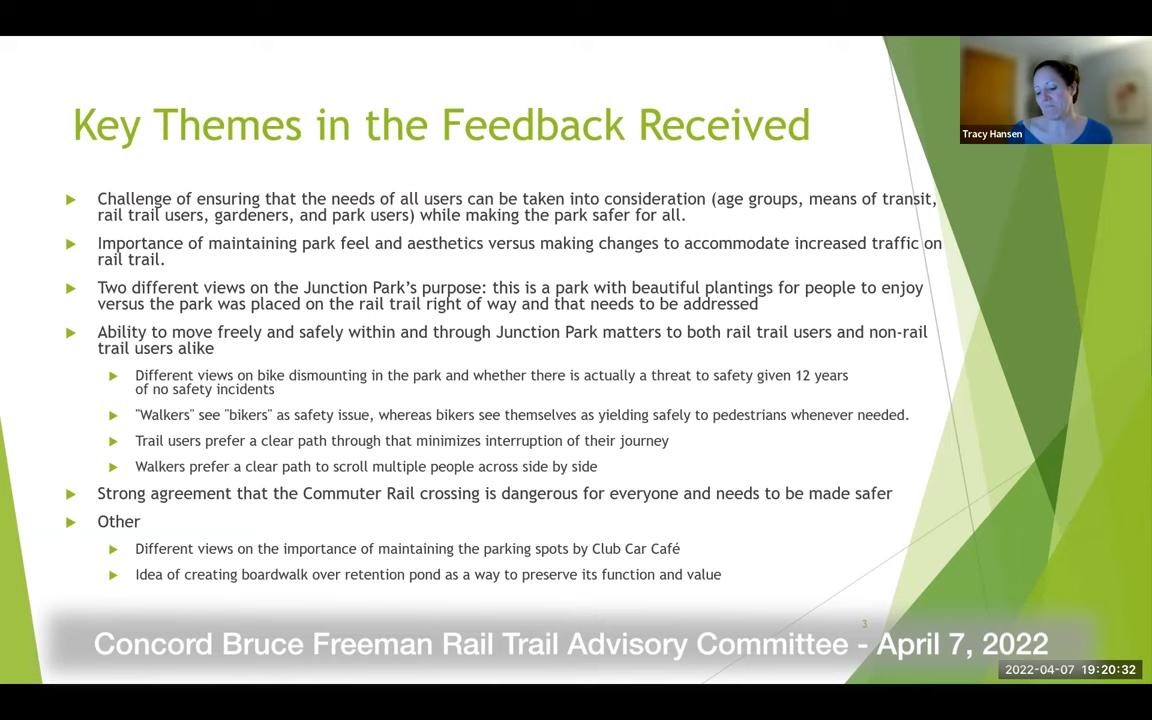 Key Themes in the Feedback Received
Tracy Hansen
Challenge of ensuring that the needs of all users can be taken into consideration (age groups, means of transit,
rail trail users, gardeners, and park users) while making the park safer for all.
Importance of maintaining park feel and aesthetics versus making changes to accommodate increased traffic on
rail trail.
Two different views on the Junction Park’s purpose: this is a park with beautiful plantings for people to enjoy
versus the park was placed on the rail trail right of way and that needs to be addressed
Ability to move freely and safely within and through Junction Park matters to both rail trail users and non-rail
trail users alike
Different views on bike dismounting in the park and whether there is actually a threat to safety given 12 years
of no safety incidents
"Walkers" see "bikers" as safety issue, whereas bikers see themselves as yielding safely to pedestrians whenever needed.
Trail users prefer a clear path through that minimizes interruption of their journey
Walkers prefer a clear path to scroll multiple people across side by side
Strong agreement that the Commuter Rail crossing is dangerous for everyone and needs to be made safer
Other
Different views on the importance of maintaining the parking spots by Club Car Café
Idea of creating boardwalk over retention pond as a way to preserve its function and value
3
Concord Bruce Freeman Rail Trail Advisory Committee - April 7, 2022
2022-04-07 19:20:32